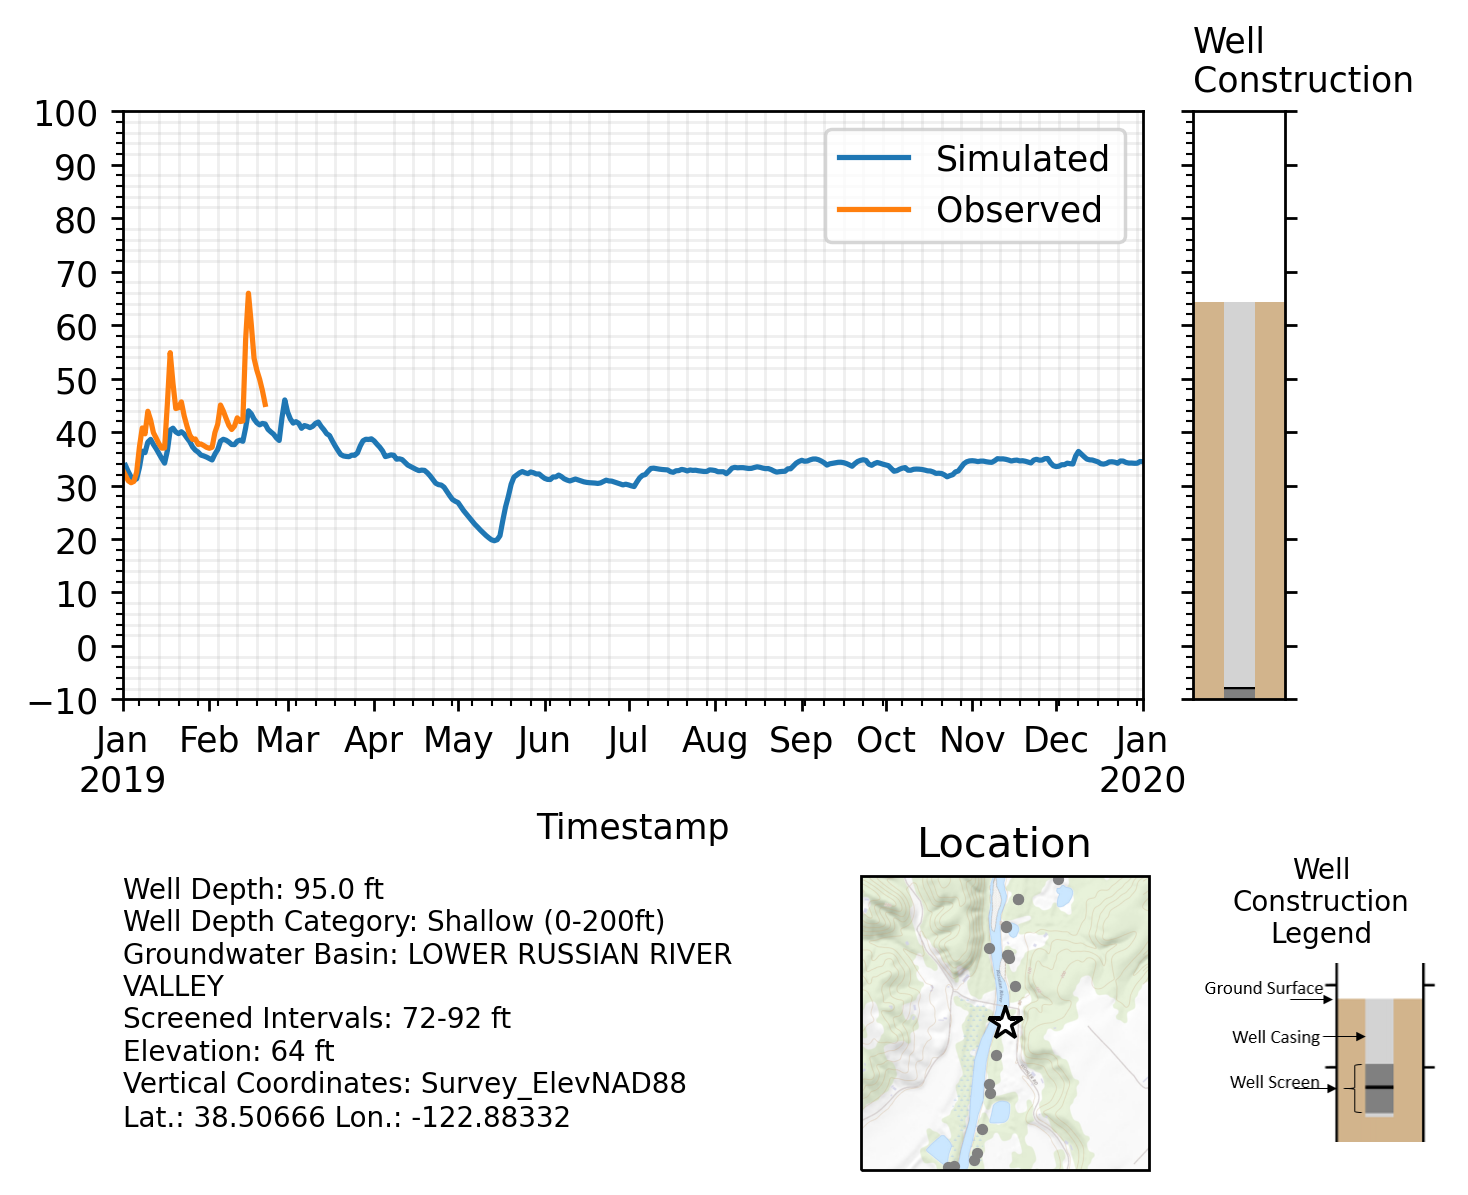 Well
Construction
100
90
80
70
60
50
40
30
20
10
0
−10
Simulated
Observed
Jan Feb Mar Apr May Jun Jul Aug Sep Oct Nov Dec Jan
2019 2020
Timestamp
Well Depth: 95.0 ft
Well Depth Category: Shallow (0-200ft)
Groundwater Basin: LOWER RUSSIAN RIVER
VALLEY
Screened Intervals: 72-92 ft
Elevation: 64 ft
Vertical Coordinates: Survey_ElevNAD88
Lat.: 38.50666 Lon.: -122.88332
Location
Well
Construction
Legend
Ground Surface
Well Casing
Well Screen